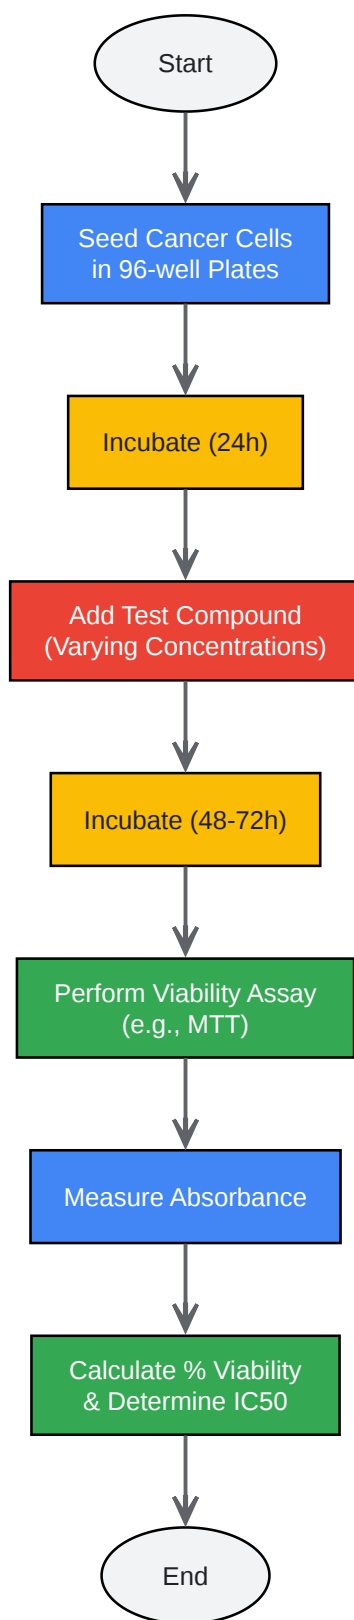 Start
Seed Cancer Cells
in 96-well Plates
Incubate (24h)
Add Test Compound
(Varying Concentrations)
Incubate (48-72h)
Perform Viability Assay
(e.g., MTT)
Measure Absorbance
Calculate % Viability
& Determine IC50
End